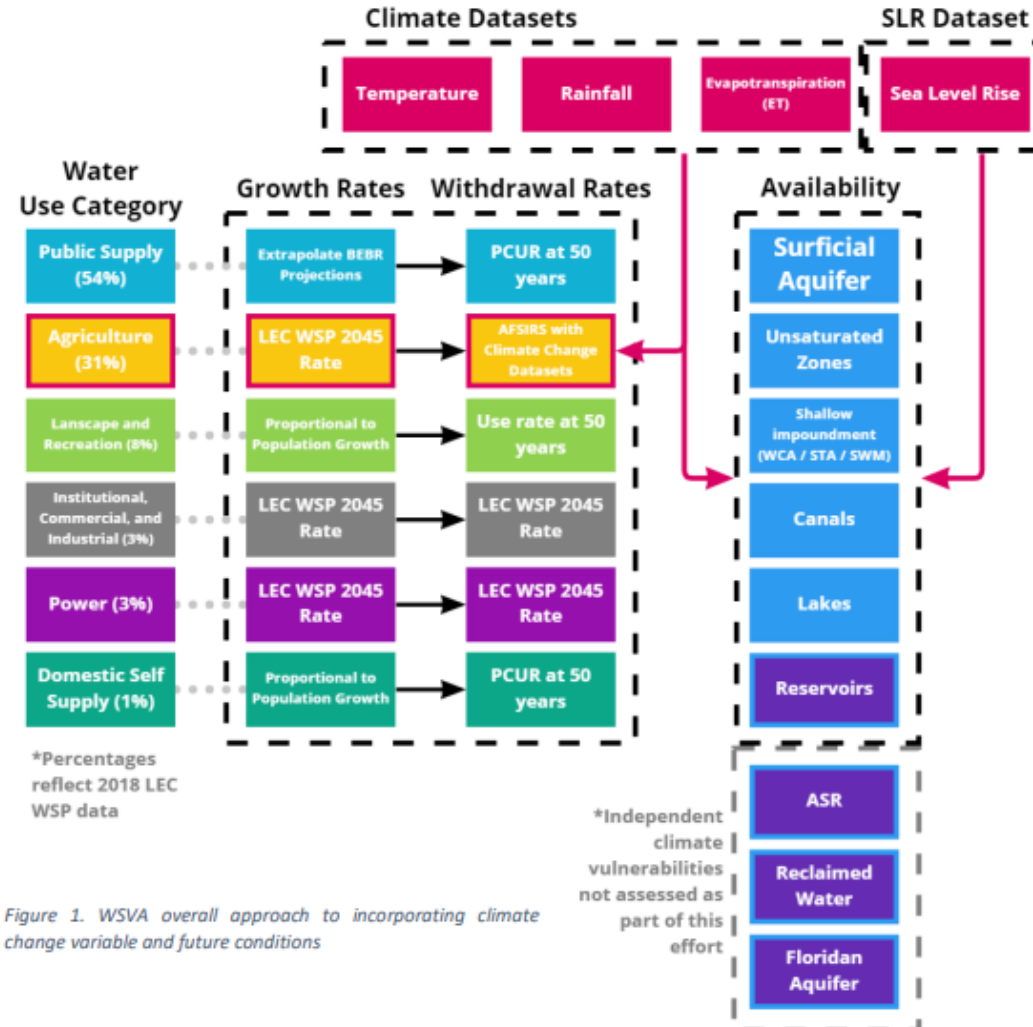 Climate Datasets
SLR Dataset
Temperature
Rainfall
Evapotranspiration
(ET)
Sea Level Rise
Water
Use Category
Growth Rates
Withdrawal Rates
Availability
Public Supply
(54%)
Extrapolate BEBR
Projections
PCUR at 50
years
Surficial
Aquifer
Agriculture
(31%)
LEC WSP 2045
Rate
AFSIRS with
Climate Change
Datasets
Unsaturated
Zones
Lanscape and
Recreation (8%)
Proportional to
Population Growth
Use rate at 50
years
Shallow
impoundment
(WCA / STA / SWM)
Institutional,
Commercial, and
Industrial (3%)
LEC WSP 2045
Rate
LEC WSP 2045
Rate
Canals
Power (3%)
LEC WSP 2045
Rate
LEC WSP 2045
Rate
Lakes
Domestic Self
Supply (1%)
Proportional to
Population Growth
PCUR at 50
years
Reservoirs
*Percentages
reflect 2018 LEC
WSP data
*Independent
climate
vulnerabilities
not assessed as
part of this
effort
ASR
Reclaimed
Water
Floridan
Aquifer
Figure 1. WSVA overall approach to incorporating climate
change variable and future conditions